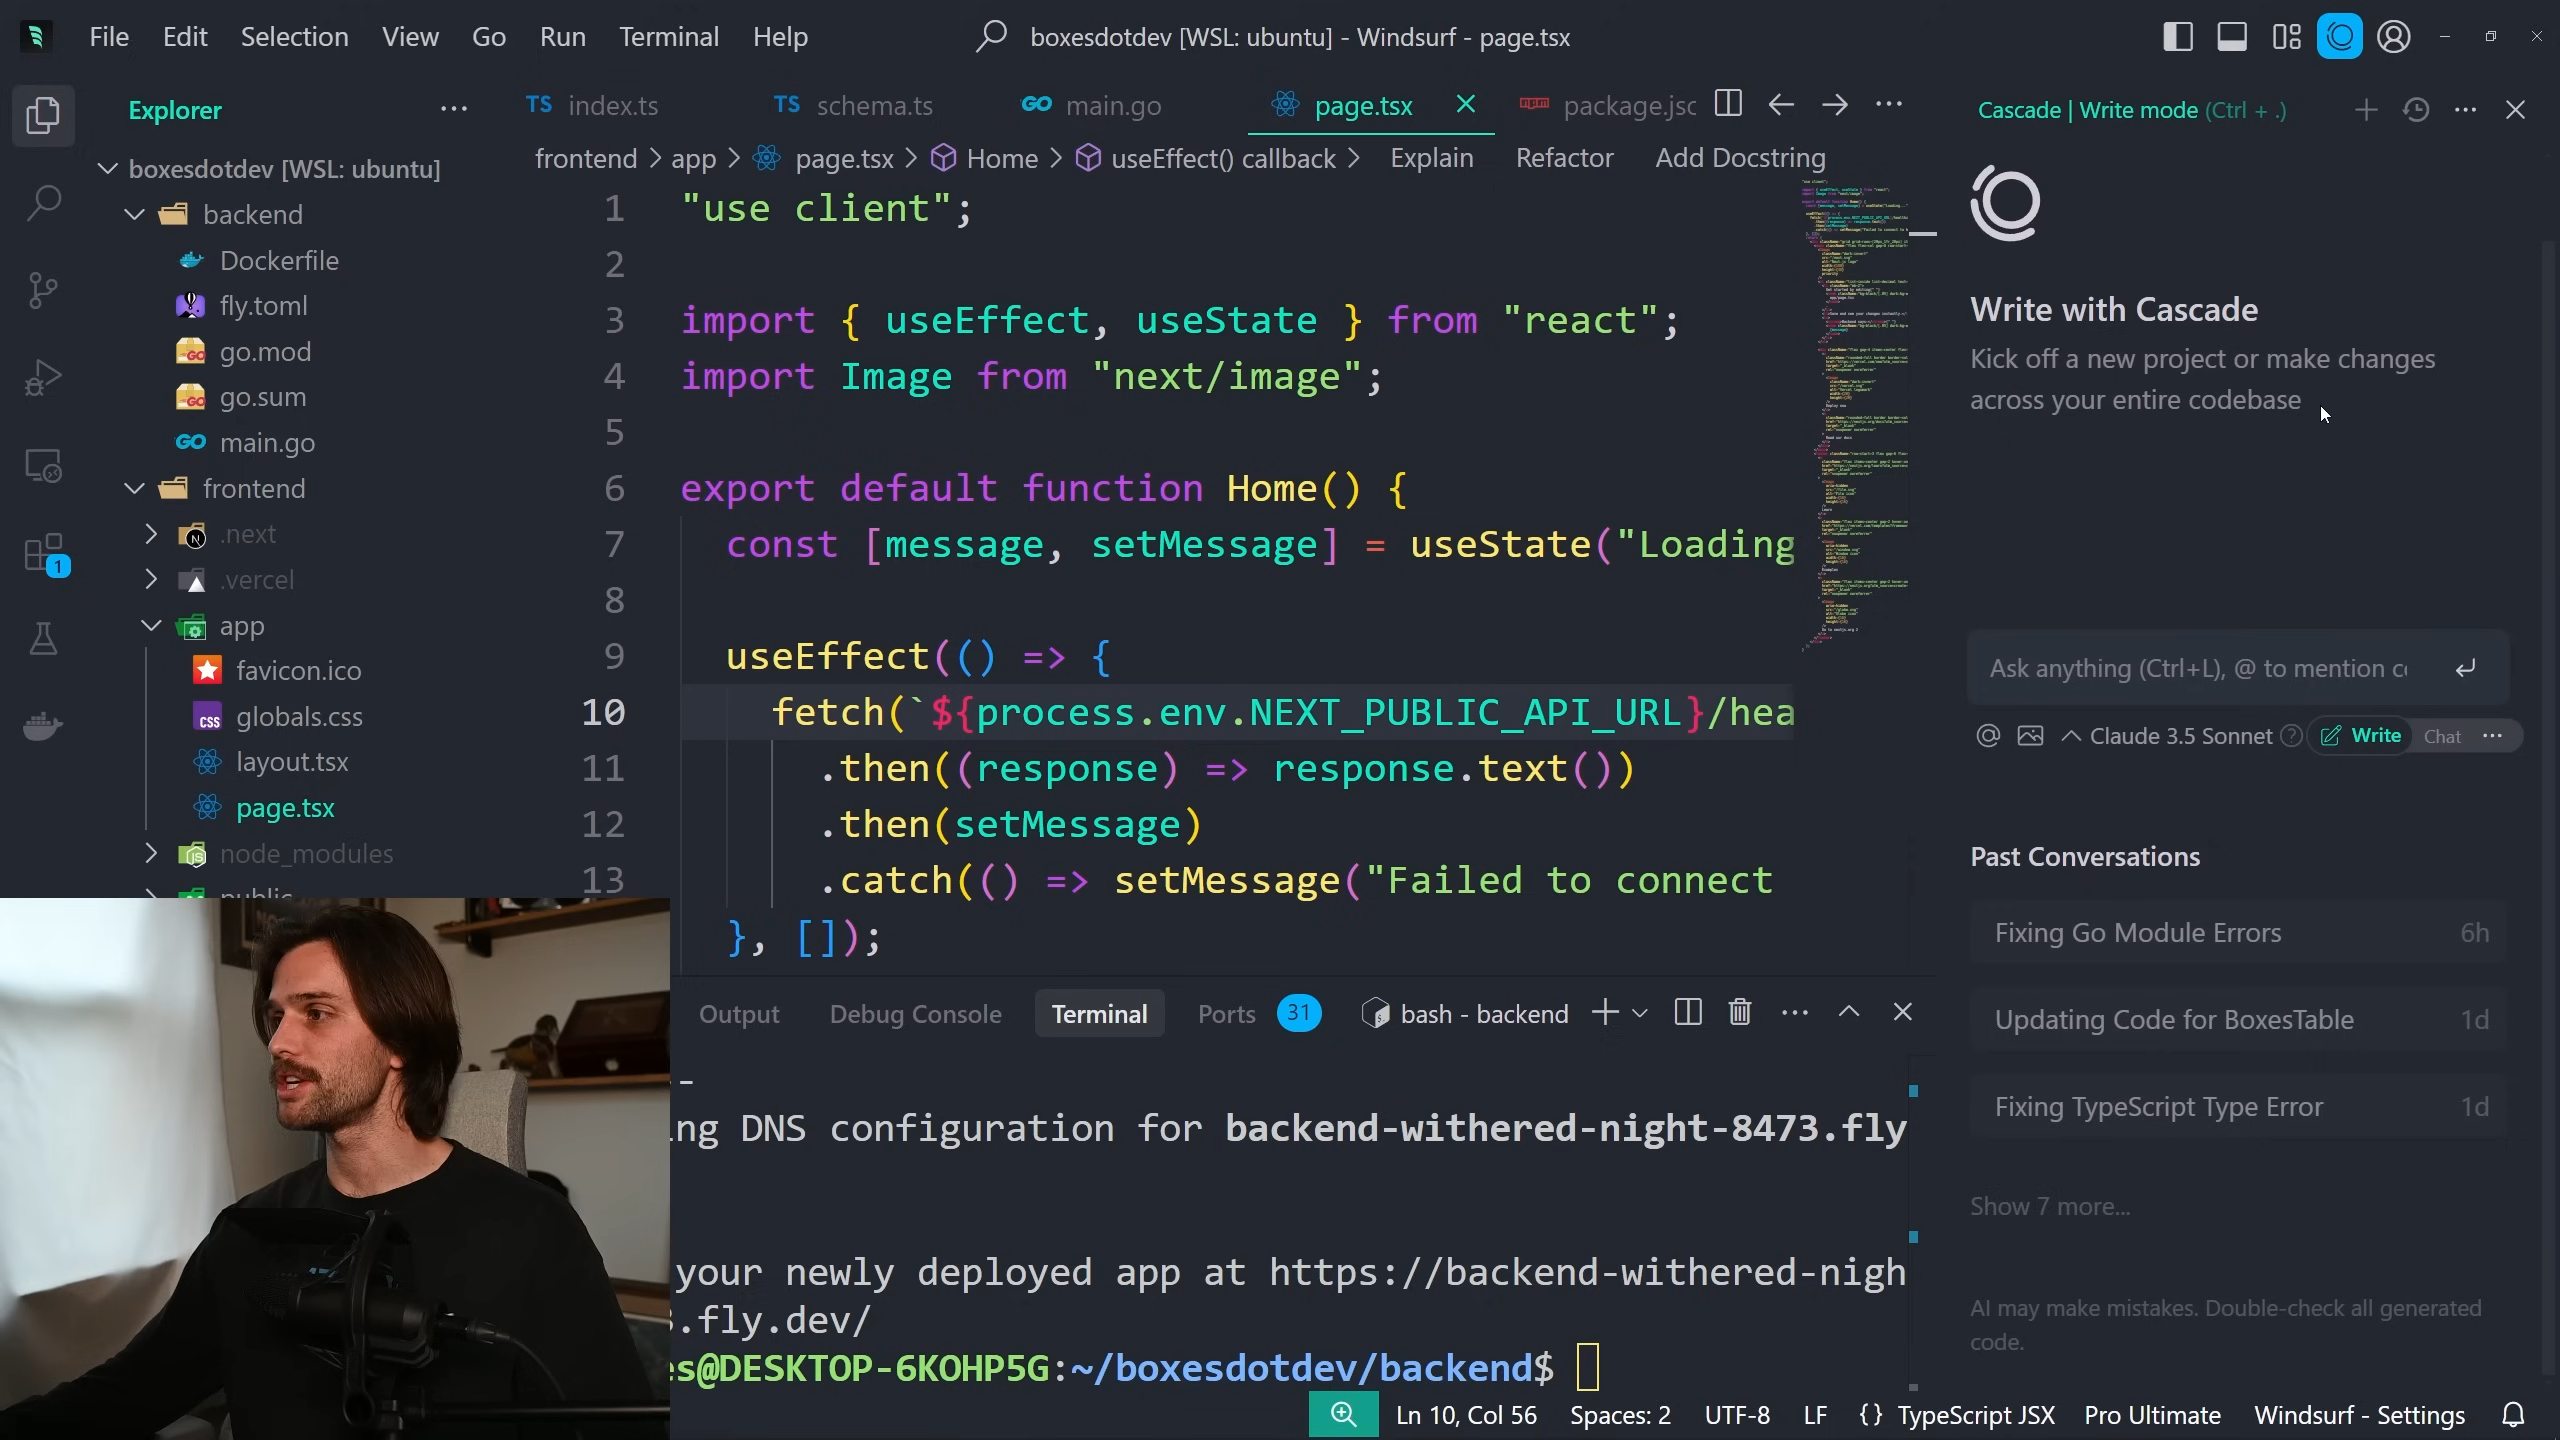 File Edit Selection View Go Run Terminal Help
boxesdotdev [WSL: ubuntu] - Windsurf - page.tsx
Explorer
boxesdotdev [WSL: ubuntu]
backend
Dockerfile
fly.toml
go.mod
go.sum
main.go
frontend
.next
.vercel
app
favicon.ico
globals.css
layout.tsx
page.tsx
node_modules
public
TS index.ts TS schema.ts GO main.go page.tsx package.jsc
frontend > app > page.tsx > Home > useEffect() callback > Explain Refactor Add Docstring
1 "use client";
2
3 import { useEffect, useState } from "react";
4 import Image from "next/image";
5
6 export default function Home() {
7 const [message, setMessage] = useState("Loading
8
9 useEffect(() => {
10 fetch(`${process.env.NEXT_PUBLIC_API_URL}/hea
11 .then((response) => response.text())
12 .then(setMessage)
13 .catch(() => setMessage("Failed to connect
}, []);
Output Debug Console Terminal Ports 31 bash - backend
ng DNS configuration for backend-withered-night-8473.fly
your newly deployed app at https://backend-withered-nigh
.fly.dev/
es@DESKTOP-6KOHP5G:~/boxesdotdev/backend$
Cascade | Write mode (Ctrl + .)
Write with Cascade
Kick off a new project or make changes
across your entire codebase
Ask anything (Ctrl+L), @ to mention co
Claude 3.5 Sonnet Write Chat
Past Conversations
Fixing Go Module Errors 6h
Updating Code for BoxesTable 1d
Fixing TypeScript Type Error 1d
Show 7 more...
AI may make mistakes. Double-check all generated
code.
Ln 10, Col 56 Spaces: 2 UTF-8 LF {} TypeScript JSX Pro Ultimate Windsurf - Settings
1